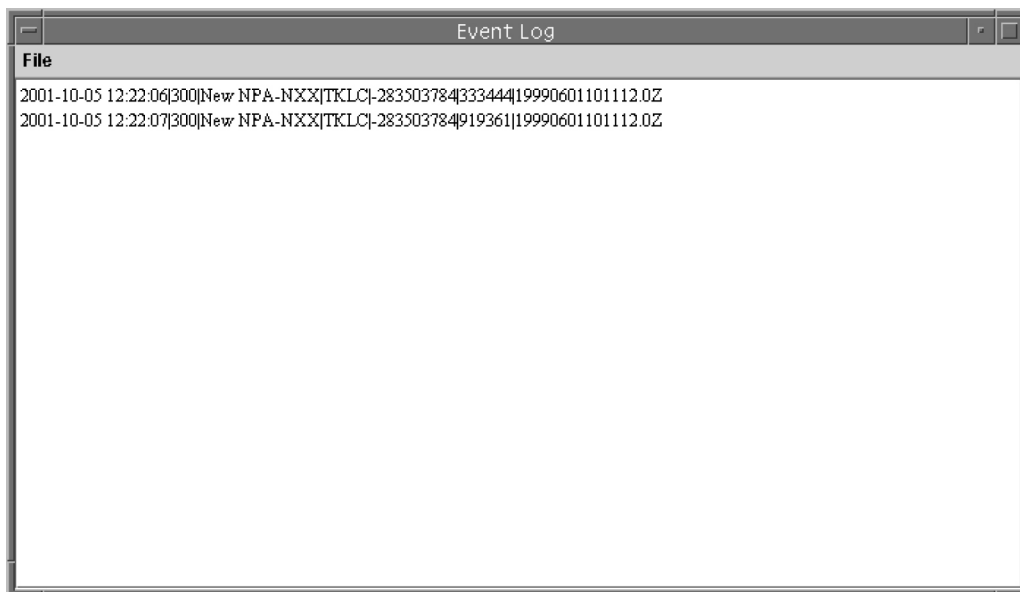 Event Log
File
2001-10-05 12:22:06|300|New NPA-NXX|TKLC|-283503784|333444|19990601101112.0Z
2001-10-05 12:22:07|300|New NPA-NXX|TKLC|-283503784|919361|19990601101112.0Z